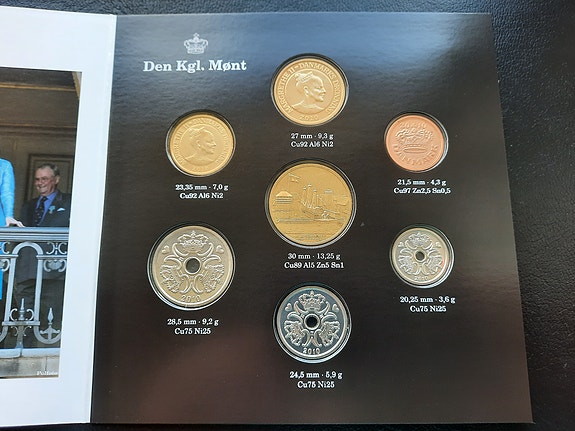 Den Kgl. Mønt
27 mm · 9,3 g
Cu92 Al6 Ni2
23,35 mm · 7,0 g
Cu92 Al6 Ni2
21,5 mm · 4,3 g
Cu97 Zn2,5 Sn0,5
30 mm · 13,25 g
Cu89 Al5 Zn5 Sn1
28,5 mm · 9,2 g
Cu75 Ni25
20,25 mm · 3,6 g
Cu75 Ni25
24,5 mm · 5,9 g
Cu75 Ni25
2010
2010
2010